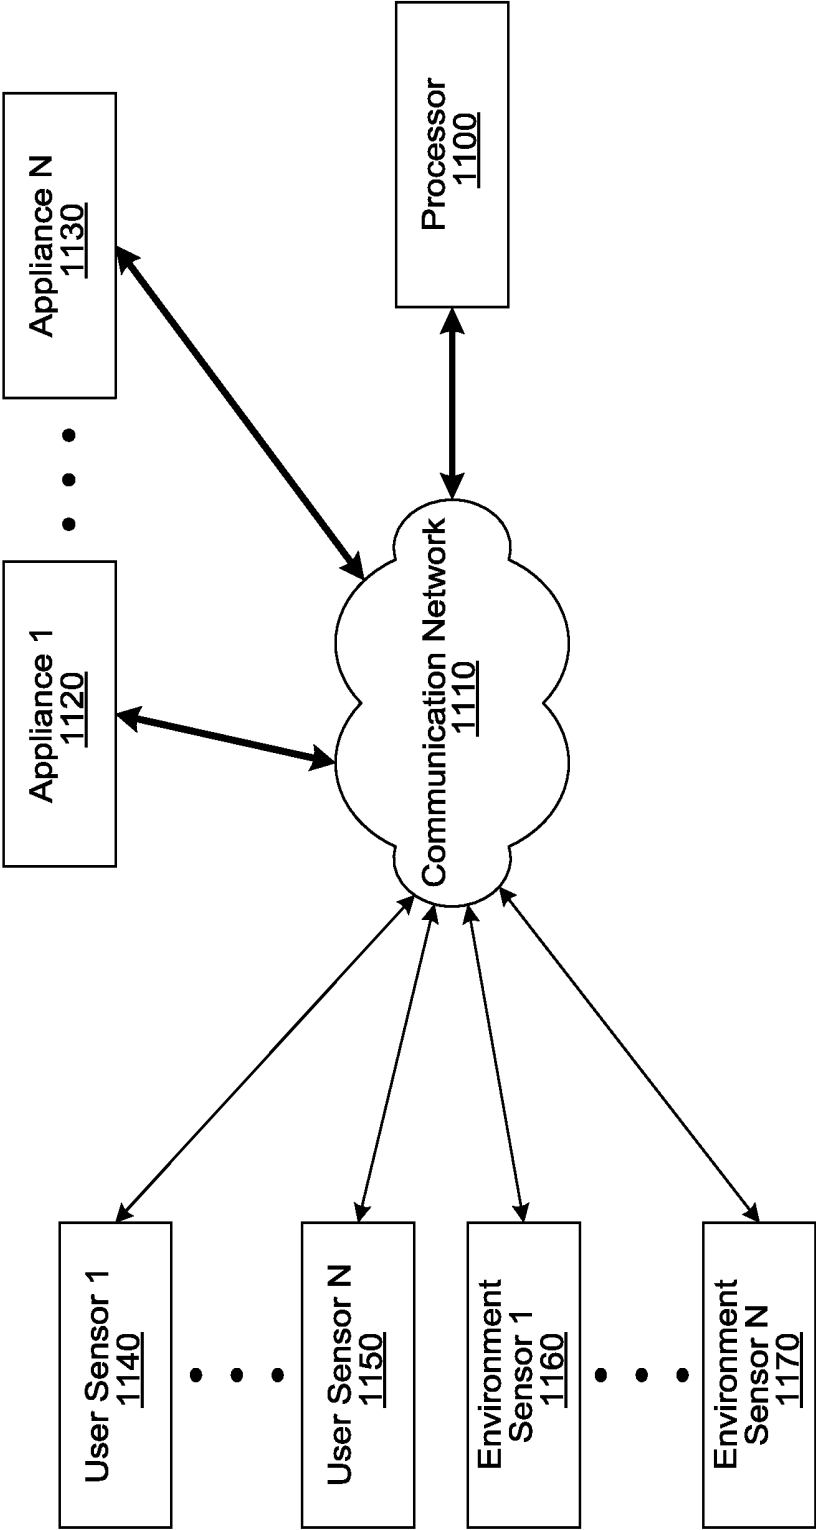 Appliance 1
1120
Appliance N
1130
Communication Network
1110
Processor
1100
User Sensor 1
1140
User Sensor N
1150
Environment
Sensor 1
1160
Environment
Sensor N
1170